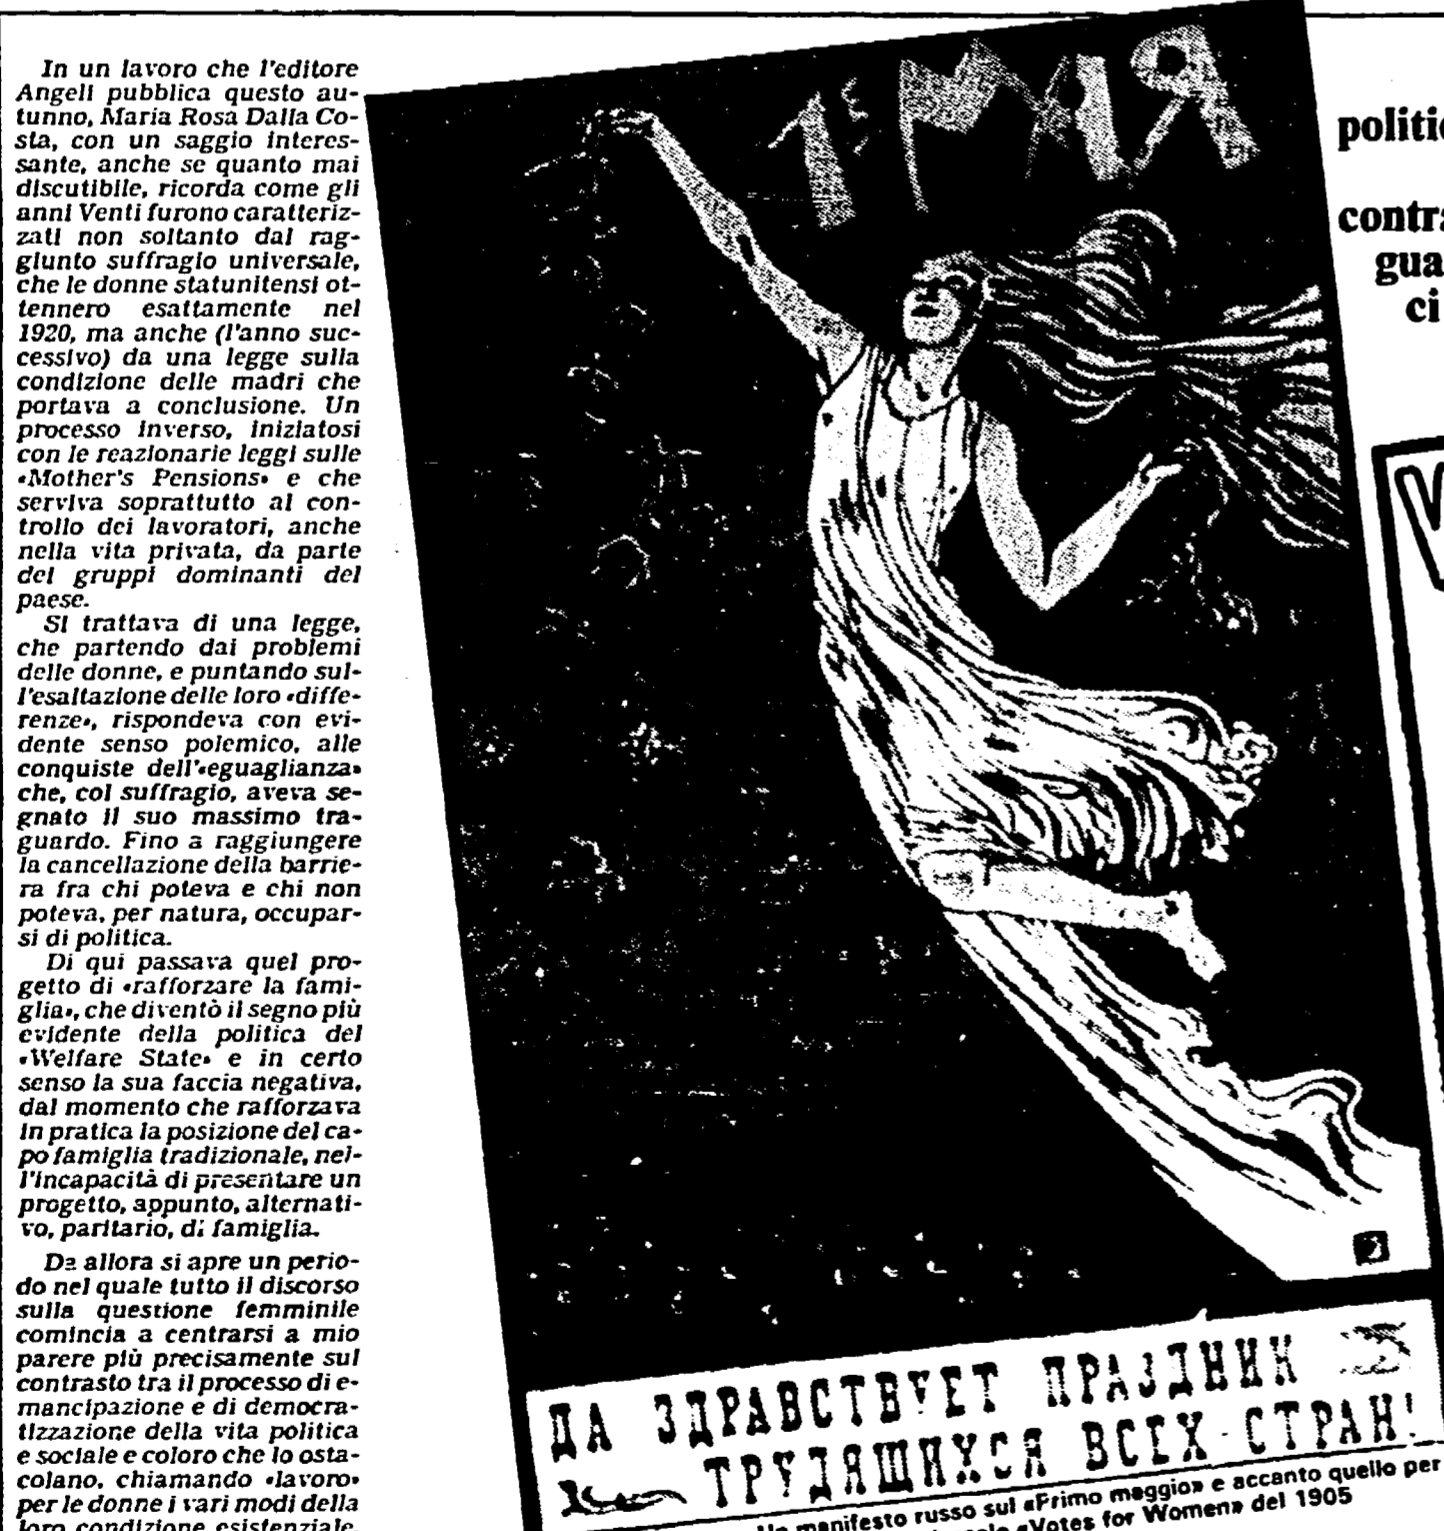 In un lavoro che l'editore
Angeli pubblica questo au-
tunno, Maria Rosa Dalla Co-
sta, con un saggio interes-
sante, anche se quanto mai
discutibile, ricorda come gli
anni Venti furono caratteriz-
zati non soltanto dal rag-
giunto suffragio universale,
che le donne statunitensi ot-
tennero esattamente nel
1920, ma anche (l'anno suc-
cessivo) da una legge sulla
condizione delle madri che
portava a conclusione. Un
processo inverso, iniziatosi
con le reazionarie leggi sulle
«Mother's Pensions» e che
serviva soprattutto al con-
trollo dei lavoratori, anche
nella vita privata, da parte
dei gruppi dominanti del
paese.
Si trattava di una legge,
che partendo dai problemi
delle donne, e puntando sul-
l'esaltazione delle loro «diffe-
renze», rispondeva con evi-
dente senso polemico, alle
conquiste dell'«eguaglianza»
che, col suffragio, aveva se-
gnato il suo massimo tra-
guardo. Fino a raggiungere
la cancellazione della barrie-
ra fra chi poteva e chi non
poteva, per natura, occupar-
si di politica.
Di qui passava quel pro-
getto di «rafforzare la fami-
glia», che diventò il segno più
evidente della politica del
«Welfare State» e in certo
senso la sua faccia negativa,
dal momento che rafforzava
in pratica la posizione del ca-
po famiglia tradizionale, nel-
l'incapacità di presentare un
progetto, appunto, alternati-
vo, paritario, di famiglia.
Da allora si apre un perio-
do nel quale tutto il discorso
sulla questione femminile
comincia a centrarsi a mio
parere più precisamente sul
contrasto tra il processo di e-
mancipazione e di democra-
tizzazione della vita politica
e sociale e coloro che lo osta-
colano, chiamando «lavoro»
per le donne i vari modi della
loro condizione esistenziale,
1Е МАЯ
ДА ЗДРАВСТВУЕТ ПРАЗДНИК
ТРУДЯЩИХСЯ ВСЕХ СТРАН!
Un manifesto russo sul «Primo maggio» e accanto quello per
«Votes for Women» del 1905
politi
contra
gua
ci